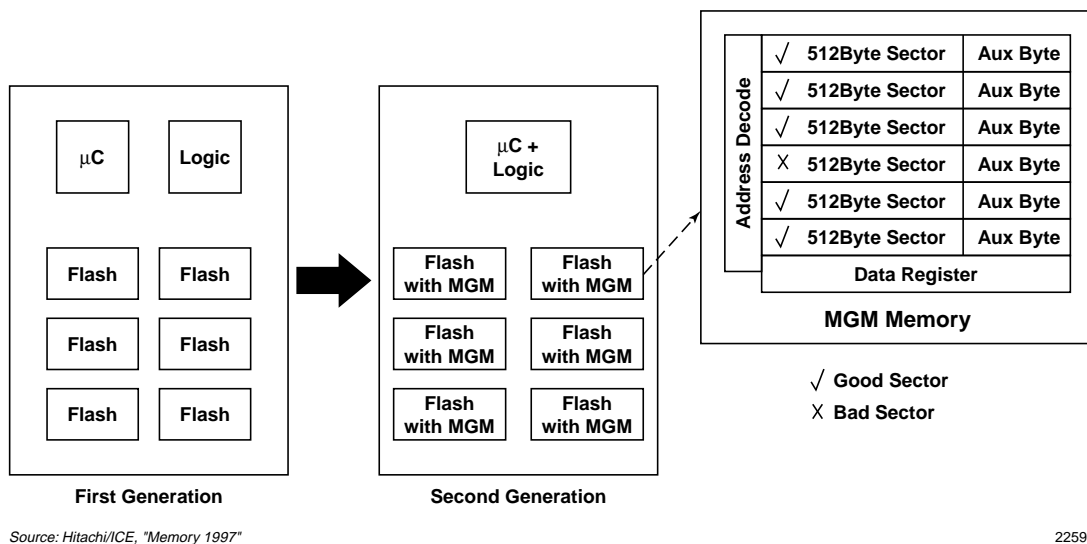 μC
Logic
Flash
Flash
Flash
Flash
Flash
Flash
First Generation
μC +
Logic
Flash
with MGM
Flash
with MGM
Flash
with MGM
Flash
with MGM
Flash
with MGM
Flash
with MGM
Second Generation
Address Decode
√ 512Byte Sector Aux Byte
√ 512Byte Sector Aux Byte
√ 512Byte Sector Aux Byte
X 512Byte Sector Aux Byte
√ 512Byte Sector Aux Byte
√ 512Byte Sector Aux Byte
Data Register
MGM Memory
√ Good Sector
X Bad Sector
Source: Hitachi/ICE, "Memory 1997"
2259